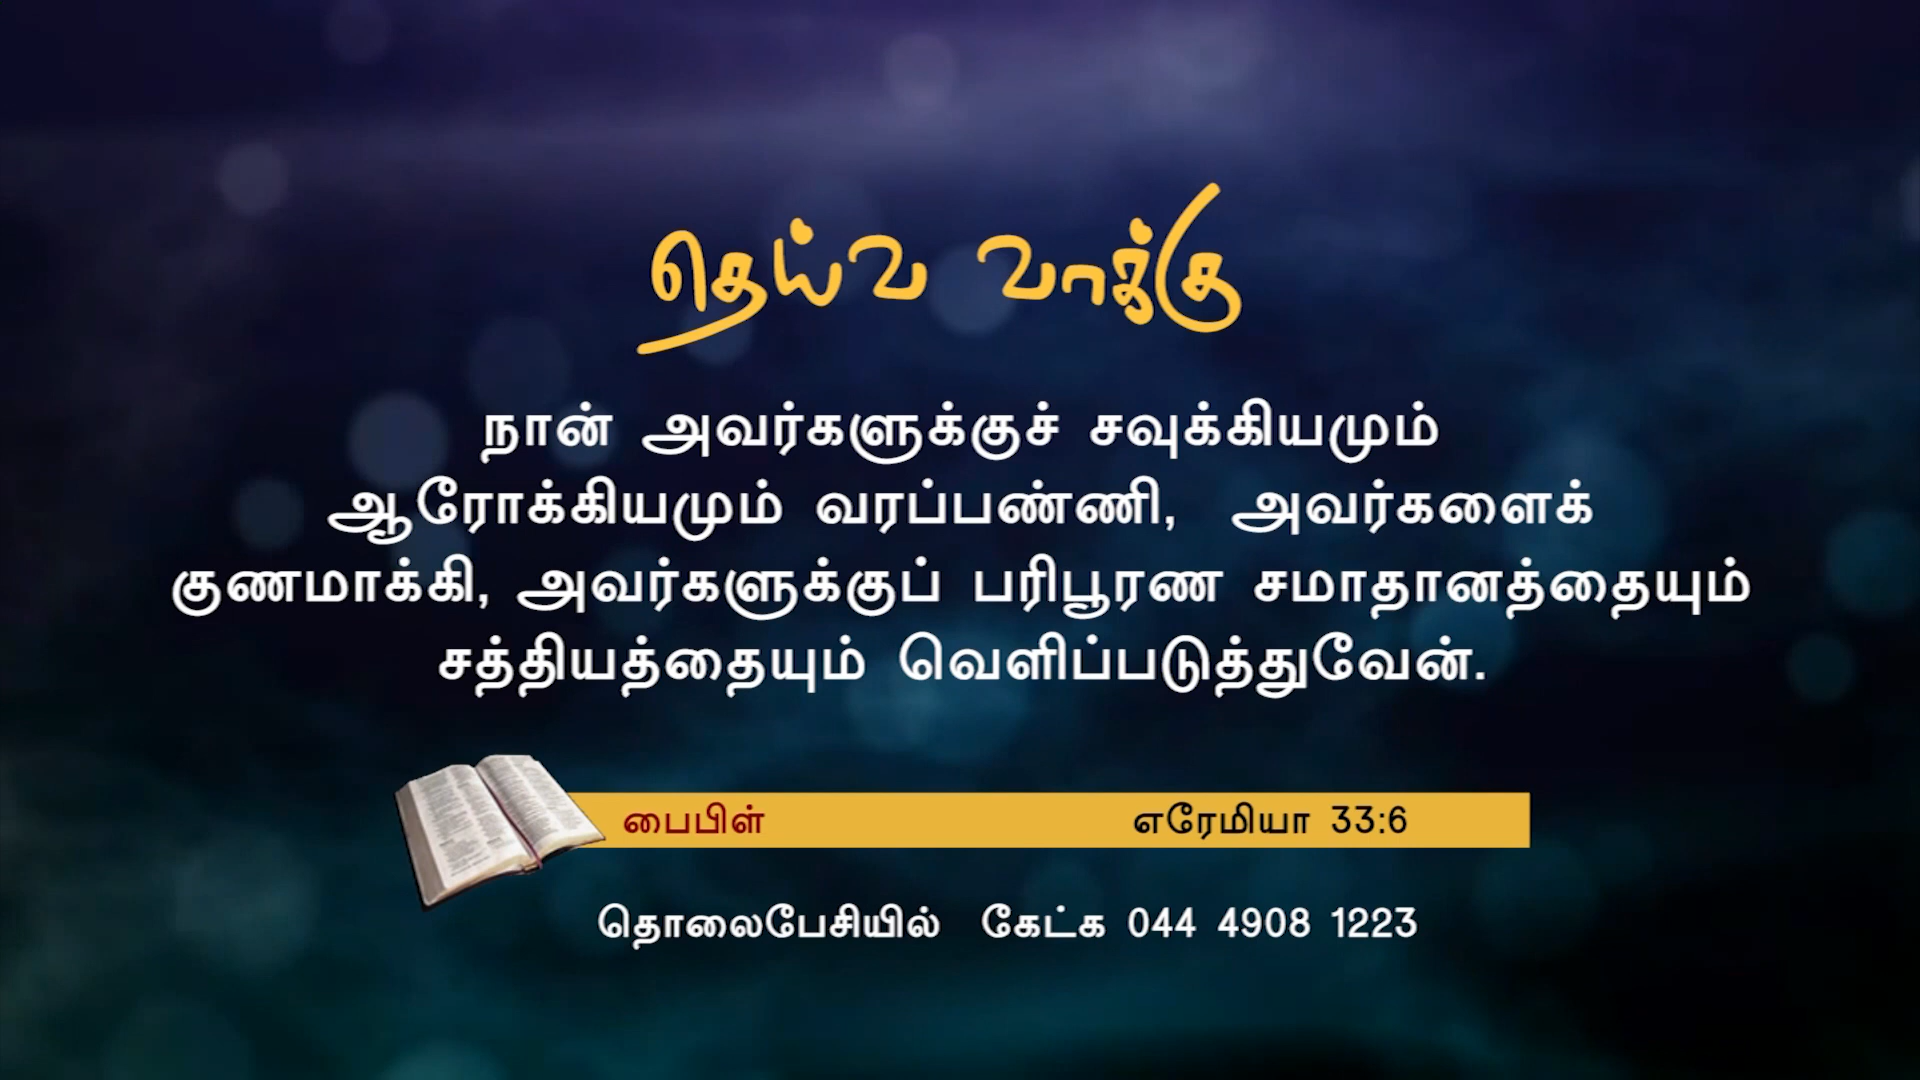 தெய்வ வாக்கு
நான் அவர்களுக்குச் சவுக்கியமும்
ஆரோக்கியமும் வரப்பண்ணி, அவர்களைக்
குணமாக்கி, அவர்களுக்குப் பரிபூரண சமாதானத்தையும்
சத்தியத்தையும் வெளிப்படுத்துவேன்.
பைபிள் எரேமியா 33:6
தொலைபேசியில் கேட்க 044 4908 1223